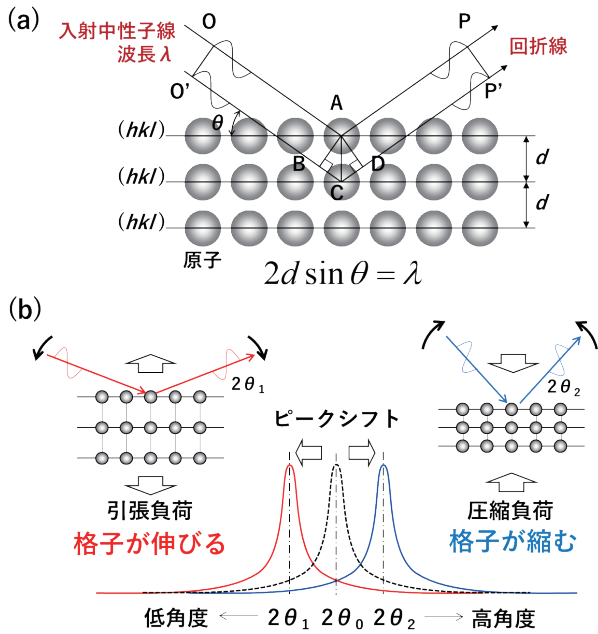 (a)
入射中性子線
波長λ
O
P
回折線
O'
P'
A
θ
(hkl)
B
D
d
(hkl)
C
d
(hkl)
原子
2d sin θ = λ
(b)
2θ1
2θ2
ピークシフト
引張負荷
格子が伸びる
圧縮負荷
格子が縮む
低角度
2θ1 2θ0 2θ2
高角度